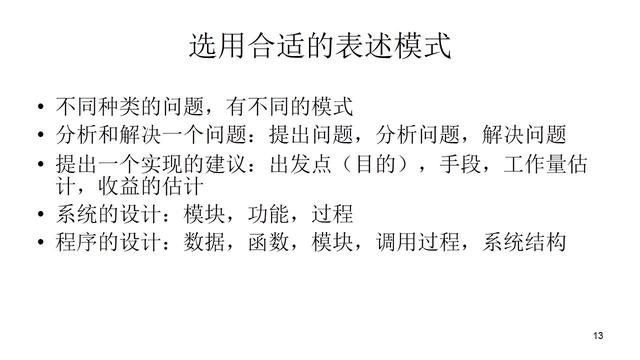 选用合适的表述模式
• 不同种类的问题，有不同的模式
• 分析和解决一个问题：提出问题，分析问题，解决问题
• 提出一个实现的建议：出发点（目的），手段，工作量估
计，收益的估计
• 系统的设计：模块，功能，过程
• 程序的设计：数据，函数，模块，调用过程，系统结构
13